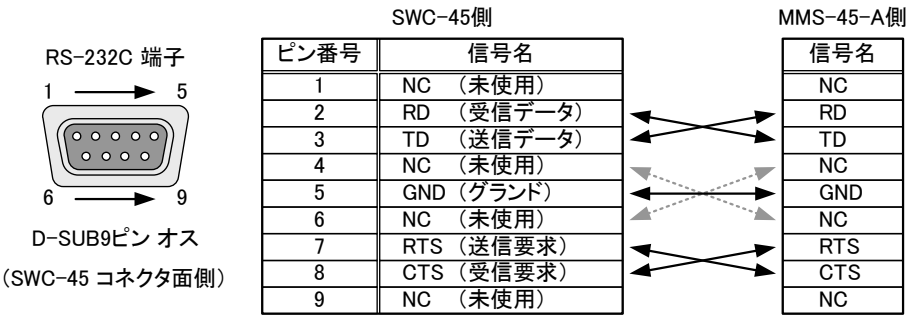 SWC-45側
MMS-45-A側
RS-232C 端子
1 5
6 9
D-SUB9ピン オス
(SWC-45 コネクタ面側)
ピン番号 信号名
1 NC (未使用)
2 RD (受信データ)
3 TD (送信データ)
4 NC (未使用)
5 GND (グランド)
6 NC (未使用)
7 RTS (送信要求)
8 CTS (受信要求)
9 NC (未使用)
信号名
NC
RD
TD
NC
GND
NC
RTS
CTS
NC